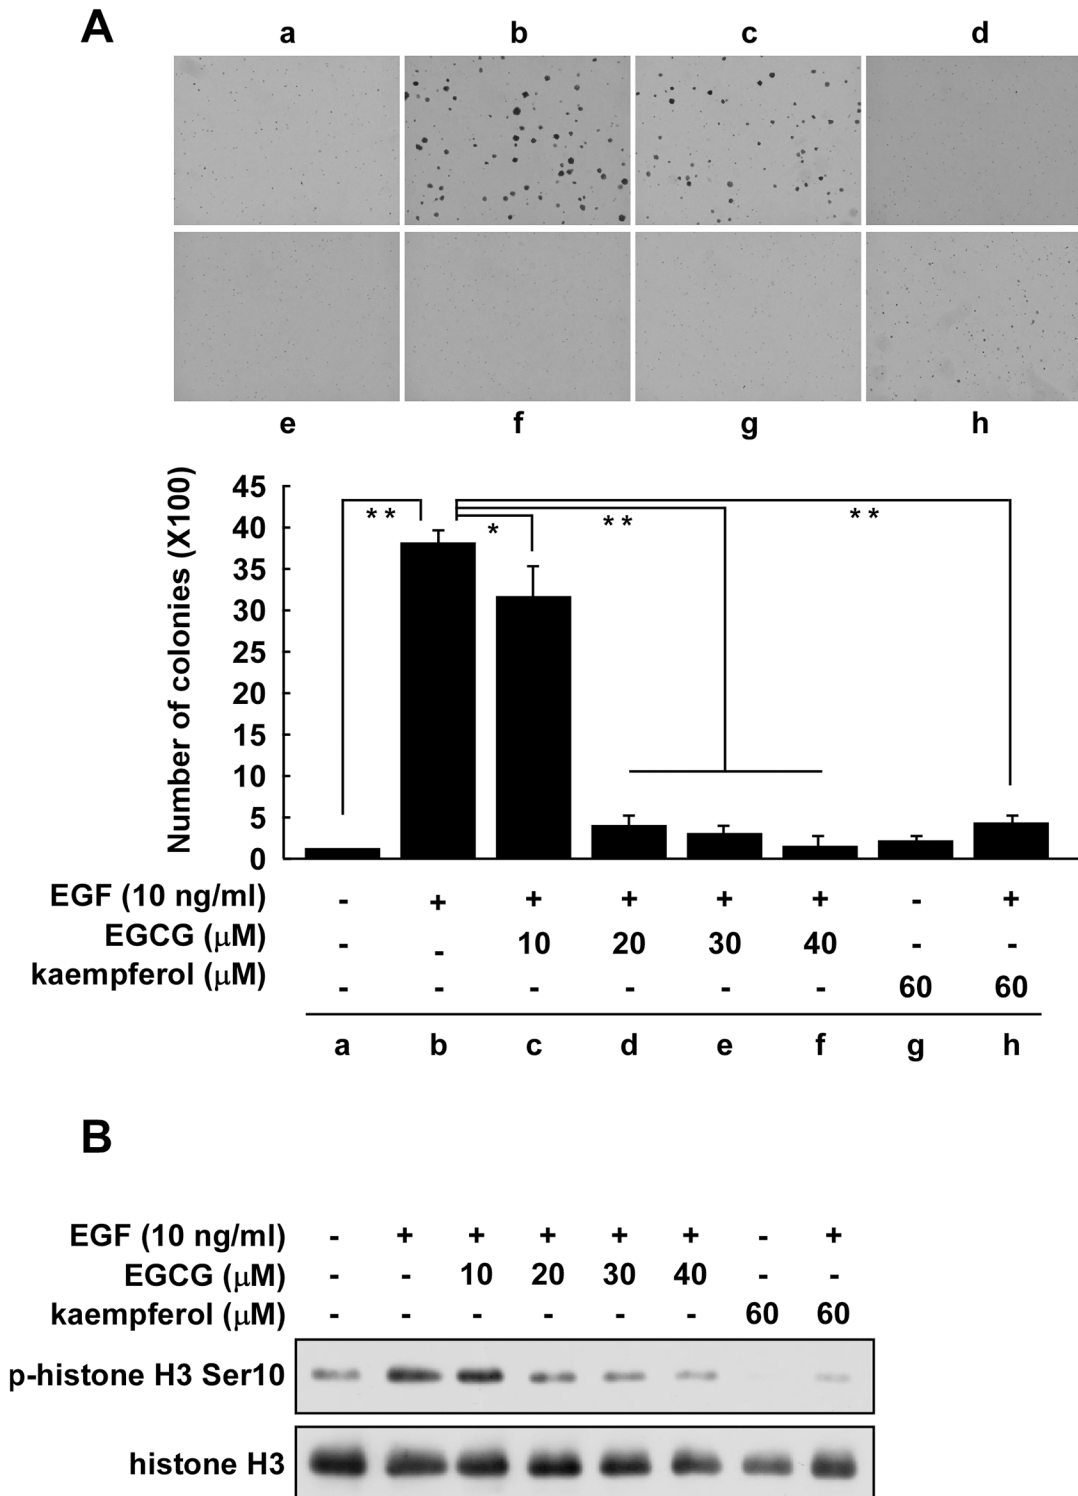 A
a b c d
e f g h
Number of colonies (X100)
45
40
35
30
25
20
15
10
5
0
** * ** **
EGF (10 ng/ml) - + + + + + - +
EGCG (μM) - - 10 20 30 40 - -
kaempferol (μM) - - - - - - 60 60
a b c d e f g h
B
EGF (10 ng/ml) - + + + + + - +
EGCG (μM) - - 10 20 30 40 - -
kaempferol (μM) - - - - - - 60 60
p-histone H3 Ser10
histone H3